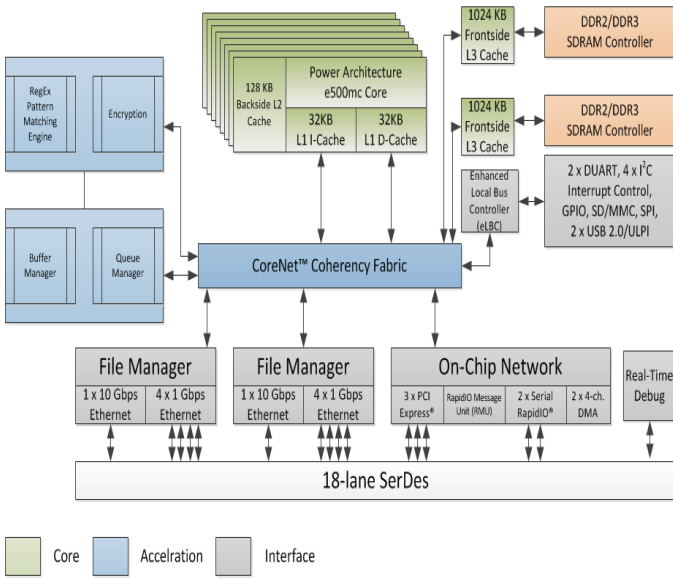 RegEx
Pattern
Matching
Engine
Encryption
Buffer
Manager
Queue
Manager
128 KB
Backside L2
Cache
Power Architecture
e500mc Core
32KB
L1 I-Cache
32KB
L1 D-Cache
1024 KB
Frontside
L3 Cache
DDR2/DDR3
SDRAM Controller
1024 KB
Frontside
L3 Cache
DDR2/DDR3
SDRAM Controller
Enhanced
Local Bus
Controller
(eLBC)
2 x DUART, 4 x I²C
Interrupt Control,
GPIO, SD/MMC, SPI,
2 x USB 2.0/ULPI
CoreNet™ Coherency Fabric
File Manager
1 x 10 Gbps
Ethernet
4 x 1 Gbps
Ethernet
File Manager
1 x 10 Gbps
Ethernet
4 x 1 Gbps
Ethernet
On-Chip Network
3 x PCI
Express®
RapidIO Message
Unit (RMU)
2 x Serial
RapidIO®
2 x 4-ch.
DMA
Real-Time
Debug
18-lane SerDes
Core
Accelration
Interface